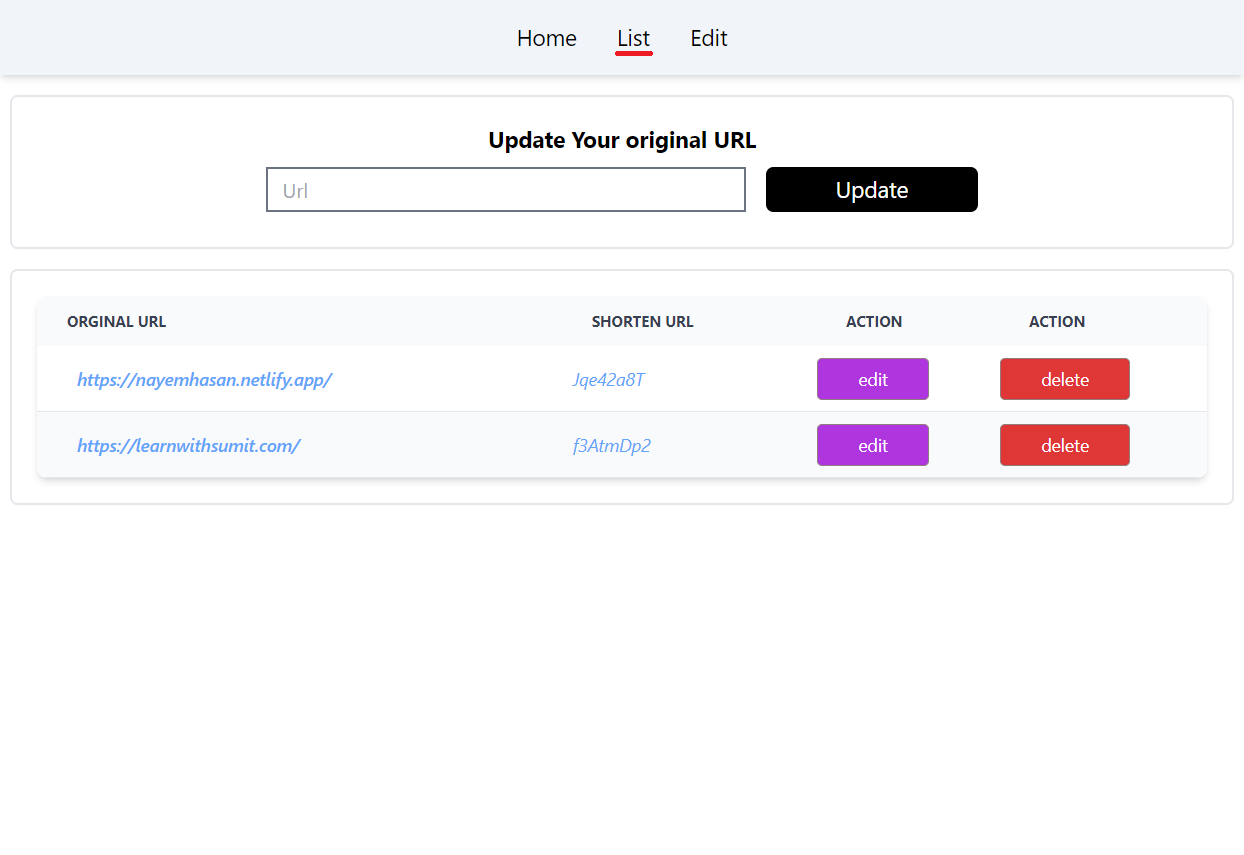 Home List Edit
Update Your original URL
Url Update
ORGINAL URL SHORTEN URL ACTION ACTION
https://nayemhasan.netlify.app/ Jqe42a8T edit delete
https://learnwithsumit.com/ f3AtmDp2 edit delete